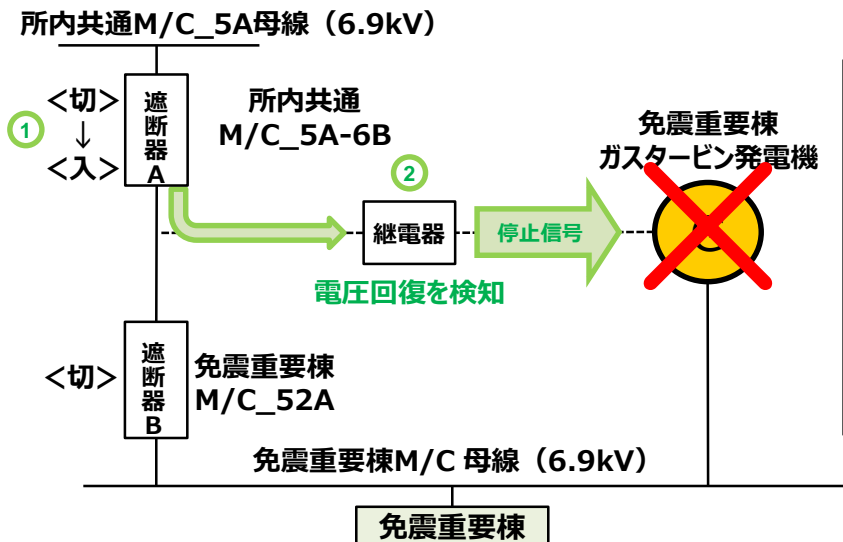 所内共通M/C_5A母線（6.9kV）
＜切＞
↓
＜入＞
①
遮断器A
所内共通
M/C_5A-6B
免震重要棟
ガスタービン発電機
②
継電器
停止信号
電圧回復を検知
＜切＞
遮断器B
免震重要棟
M/C_52A
免震重要棟M/C 母線（6.9kV）
免震重要棟